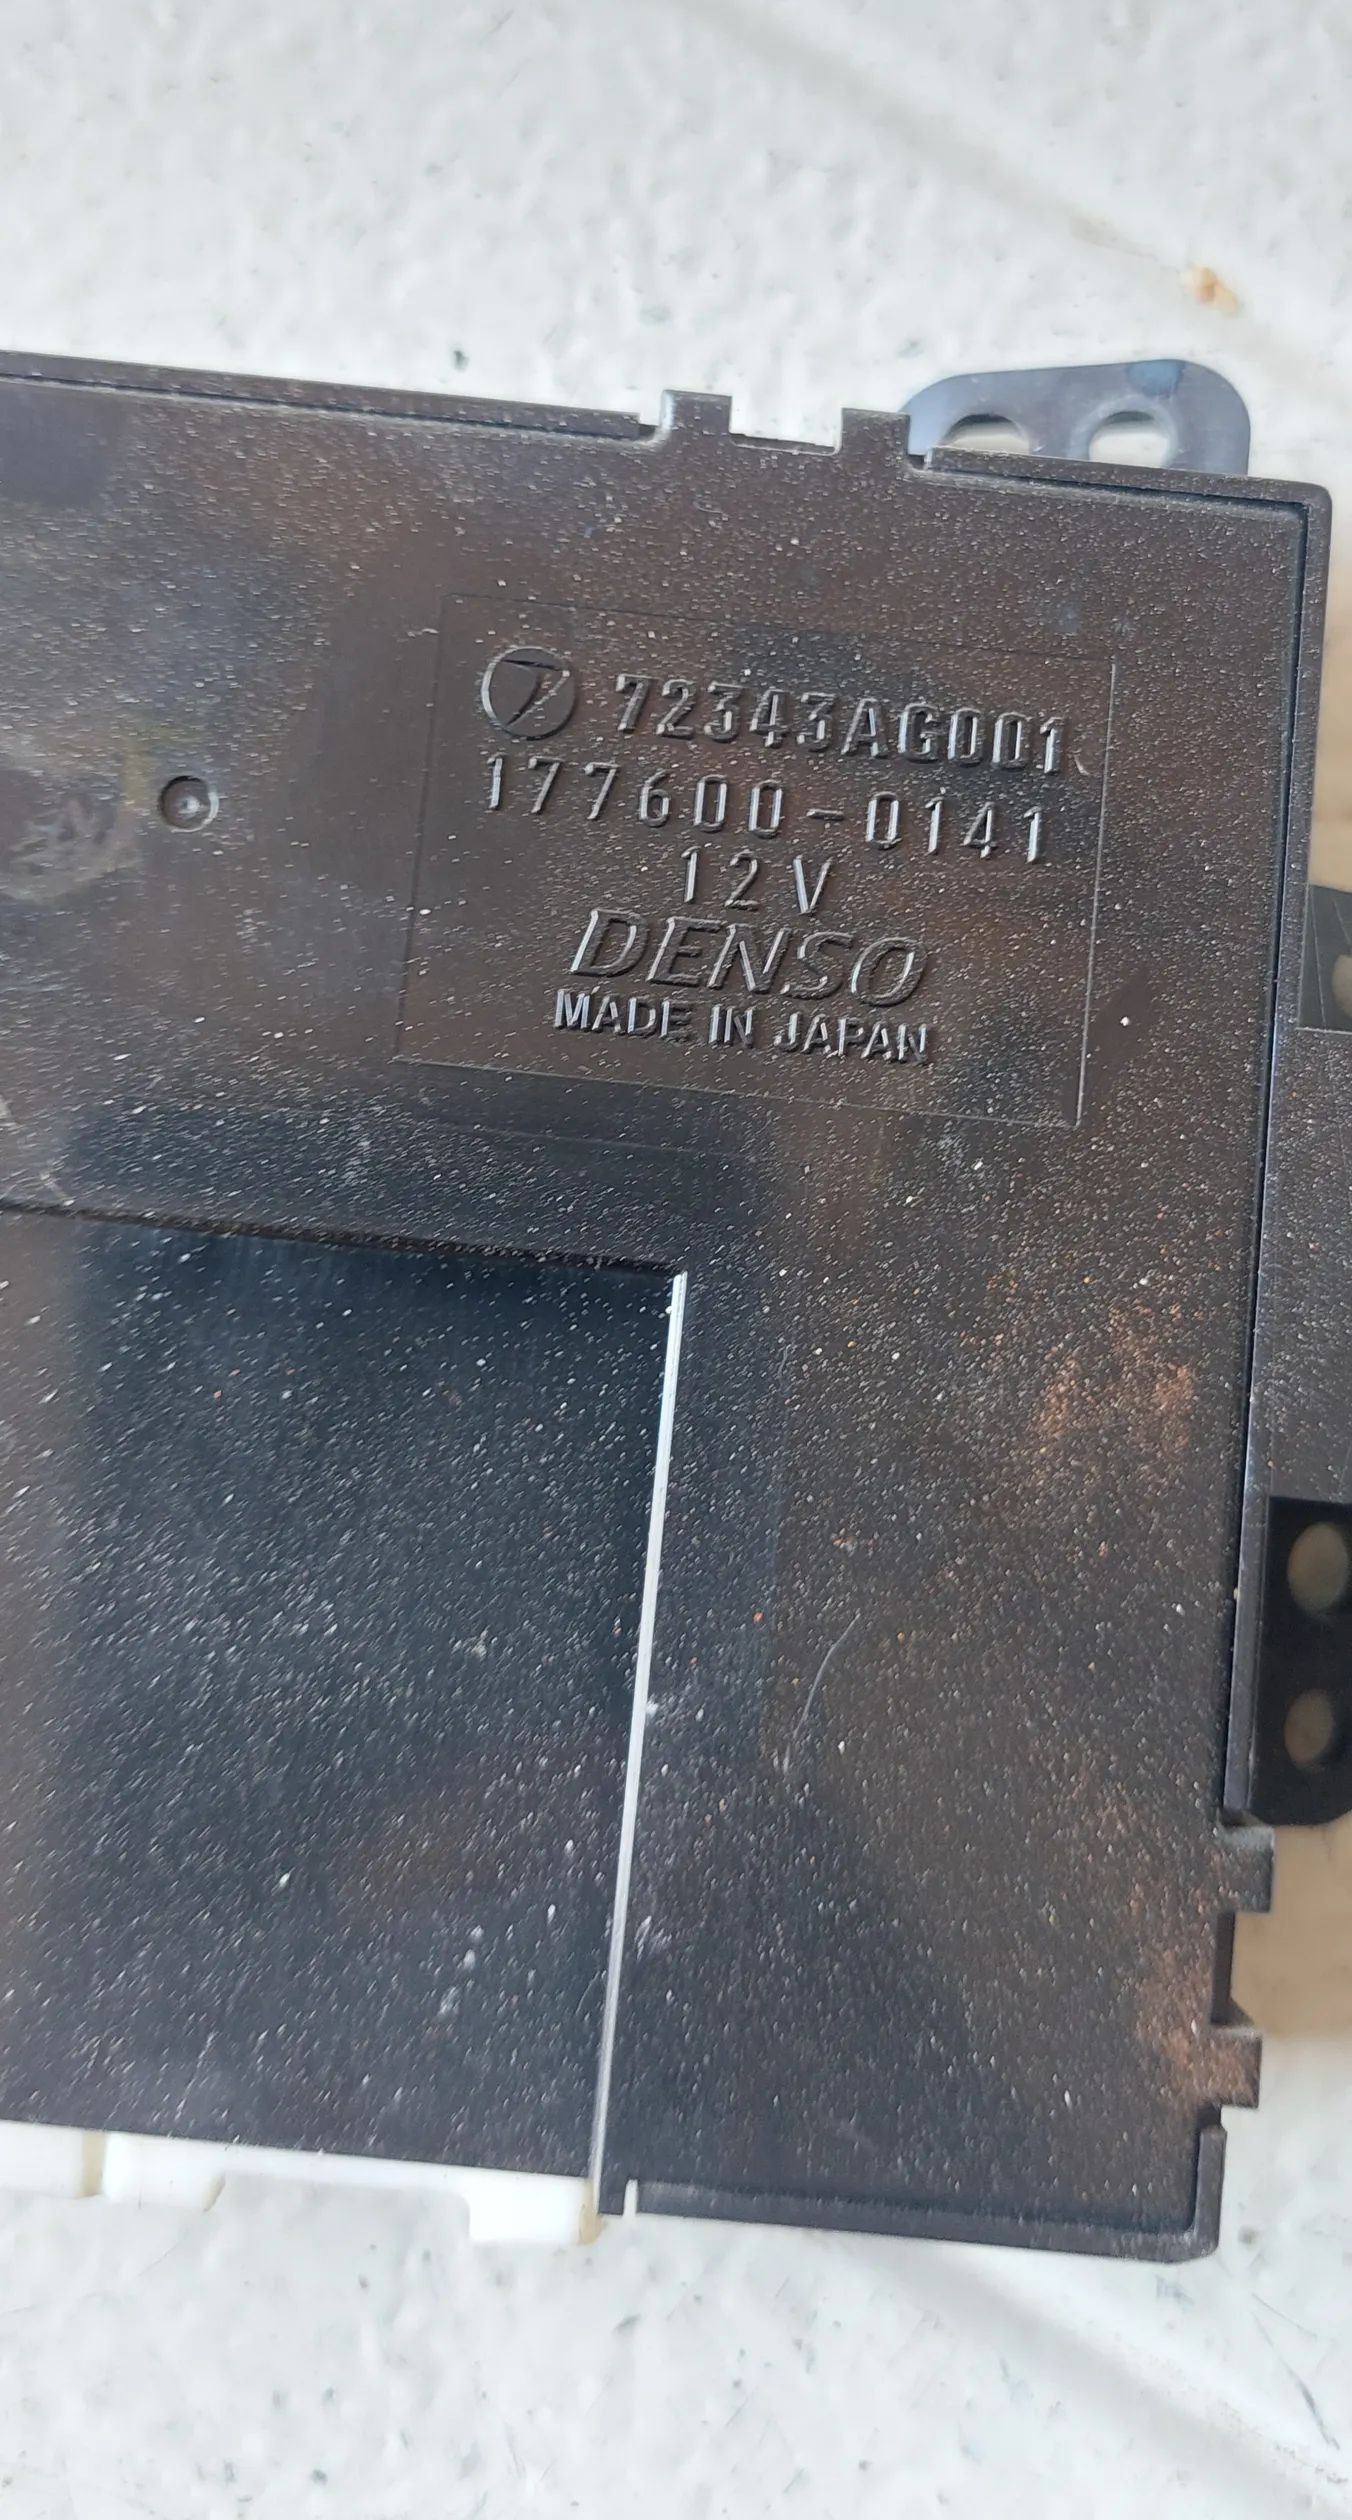 72343AG001
177600-0141
12V
DENSO
MADE IN JAPAN